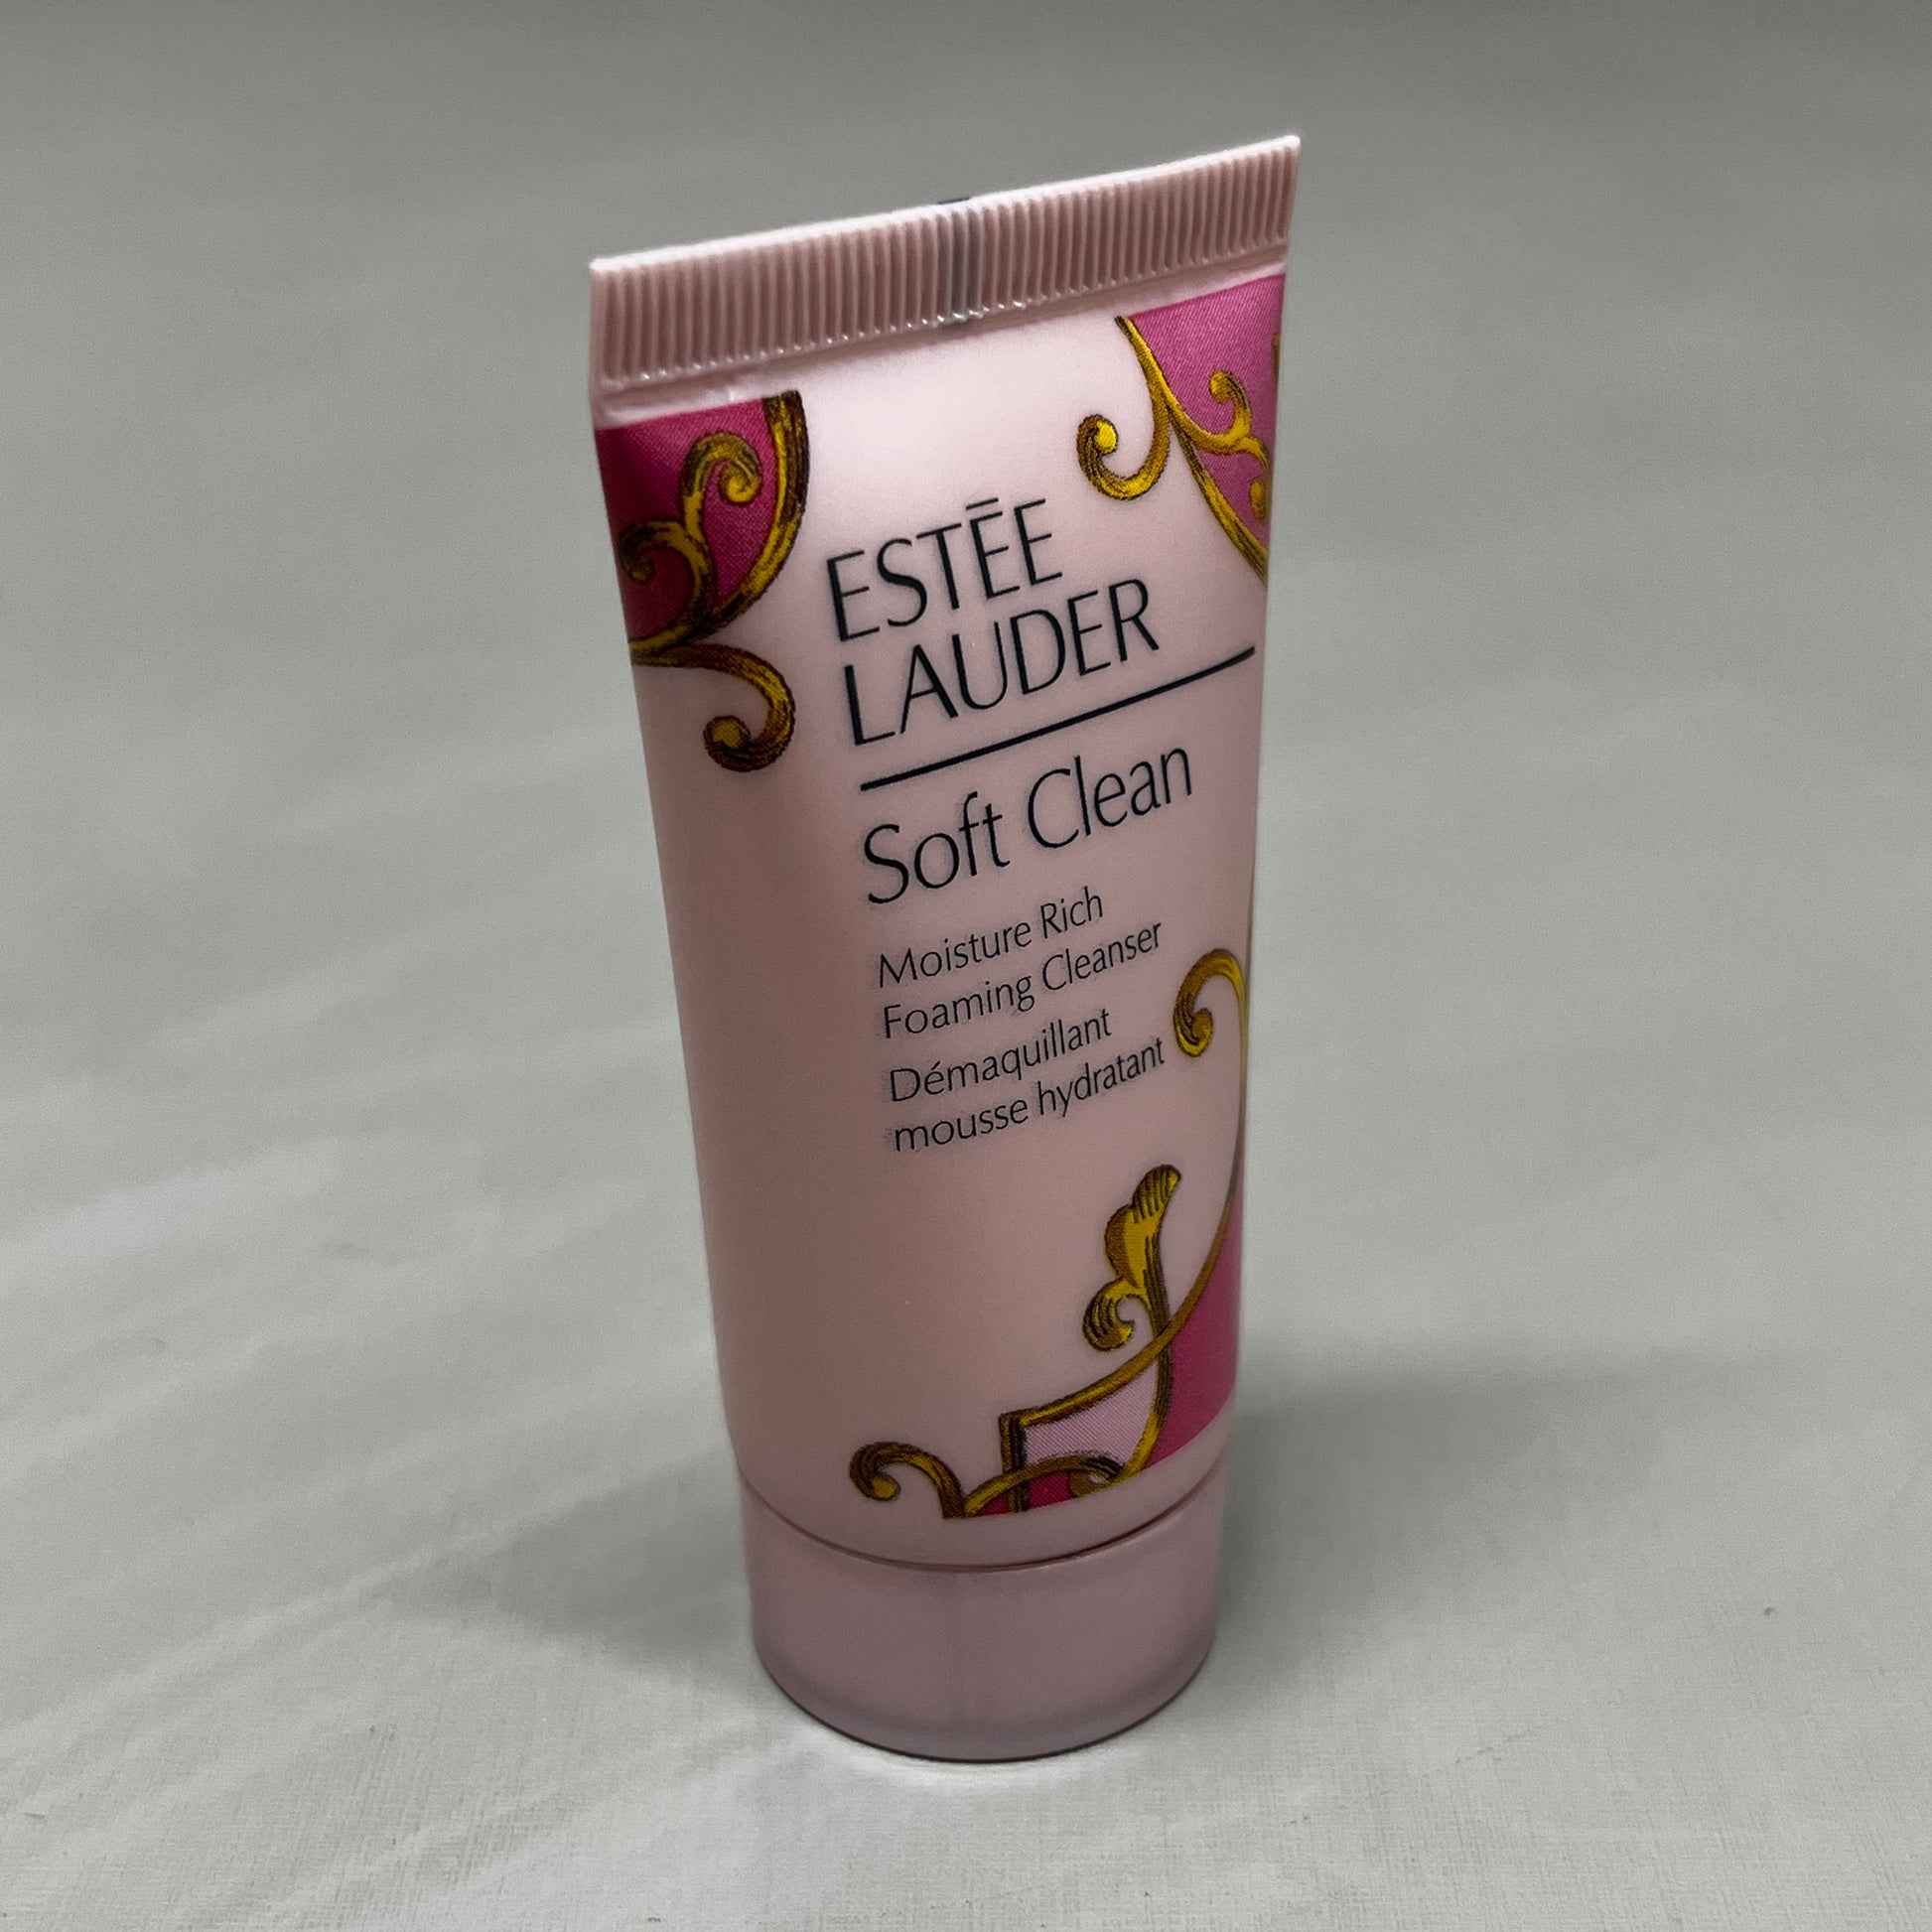 ESTĒE
LAUDER
Soft Clean
Moisture Rich
Foaming Cleanser
Démaquillant
mousse hydratant